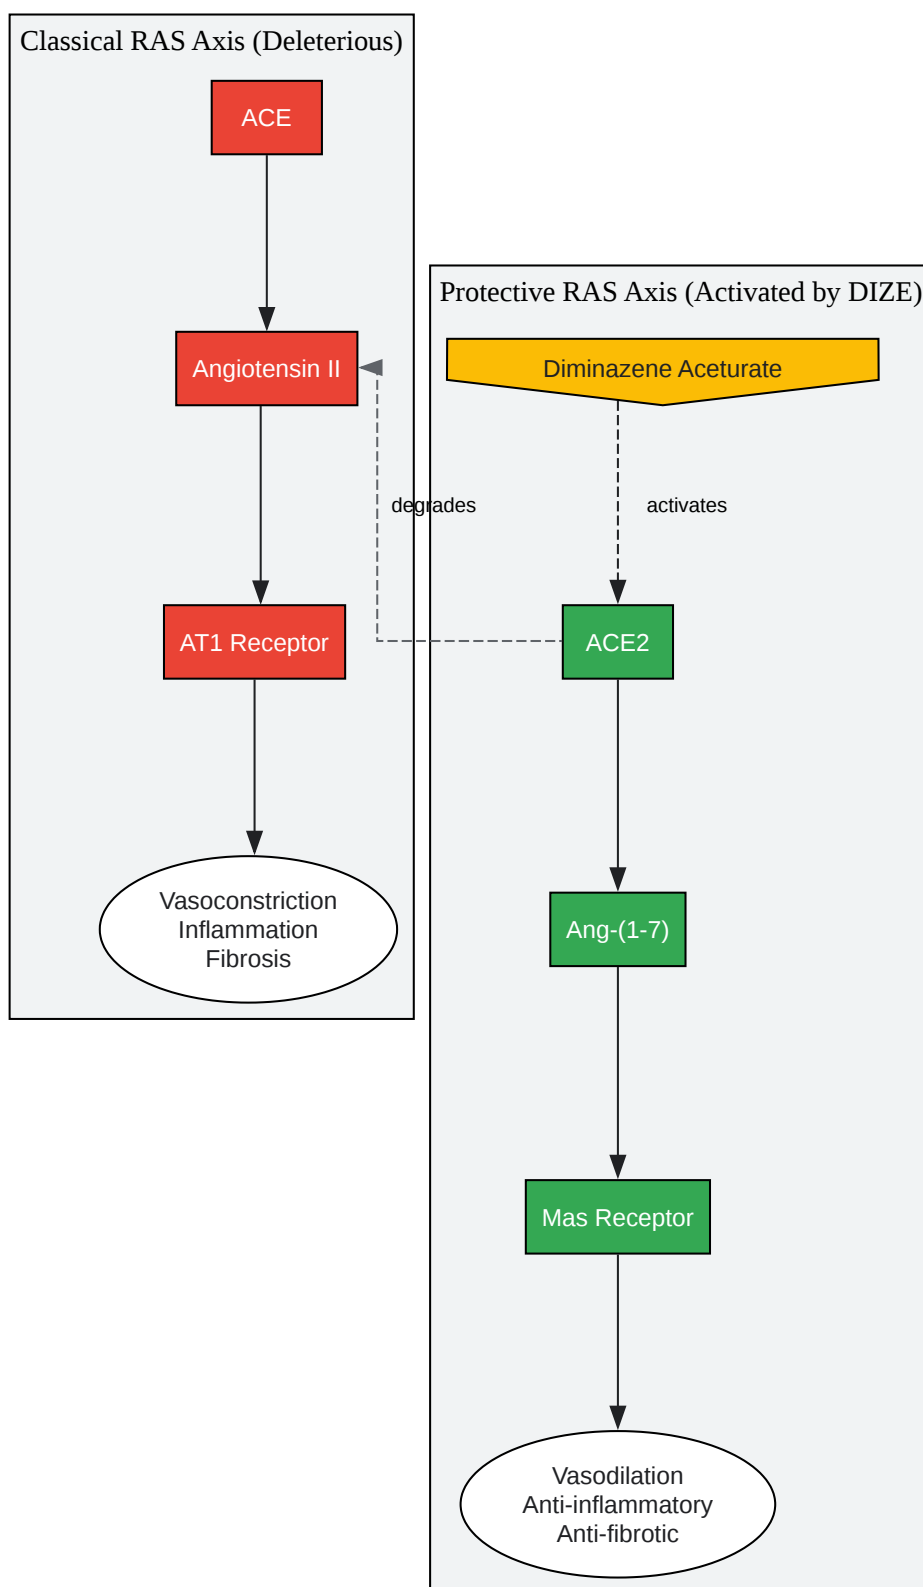 Classical RAS Axis (Deleterious)
ACE
Angiotensin II
AT1 Receptor
Vasoconstriction
Inflammation
Fibrosis
degrades
Protective RAS Axis (Activated by DIZE)
Diminazene Aceturate
activates
ACE2
Ang-(1-7)
Mas Receptor
Vasodilation
Anti-inflammatory
Anti-fibrotic